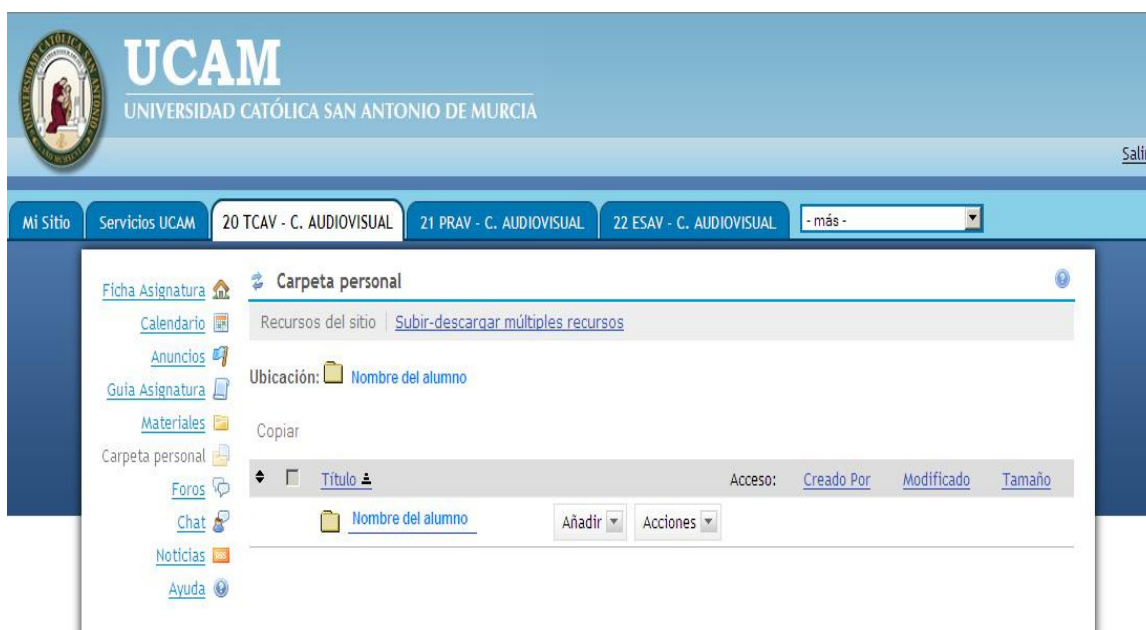 UCAM
UNIVERSIDAD CATÓLICA SAN ANTONIO DE MURCIA
Mi Sitio Servicios UCAM 20 TCAV - C. AUDIOVISUAL 21 PRAV - C. AUDIOVISUAL 22 ESAV - C. AUDIOVISUAL - más -
Ficha Asignatura
Calendario
Anuncios
Guia Asignatura
Materiales
Carpeta personal
Foros
Chat
Noticias
Ayuda
Carpeta personal
Recursos del sitio Subir-descargar múltiples recursos
Ubicación: Nombre del alumno
Copiar
Título Acceso: Creado Por Modificado Tamaño
Nombre del alumno Añadir Acciones